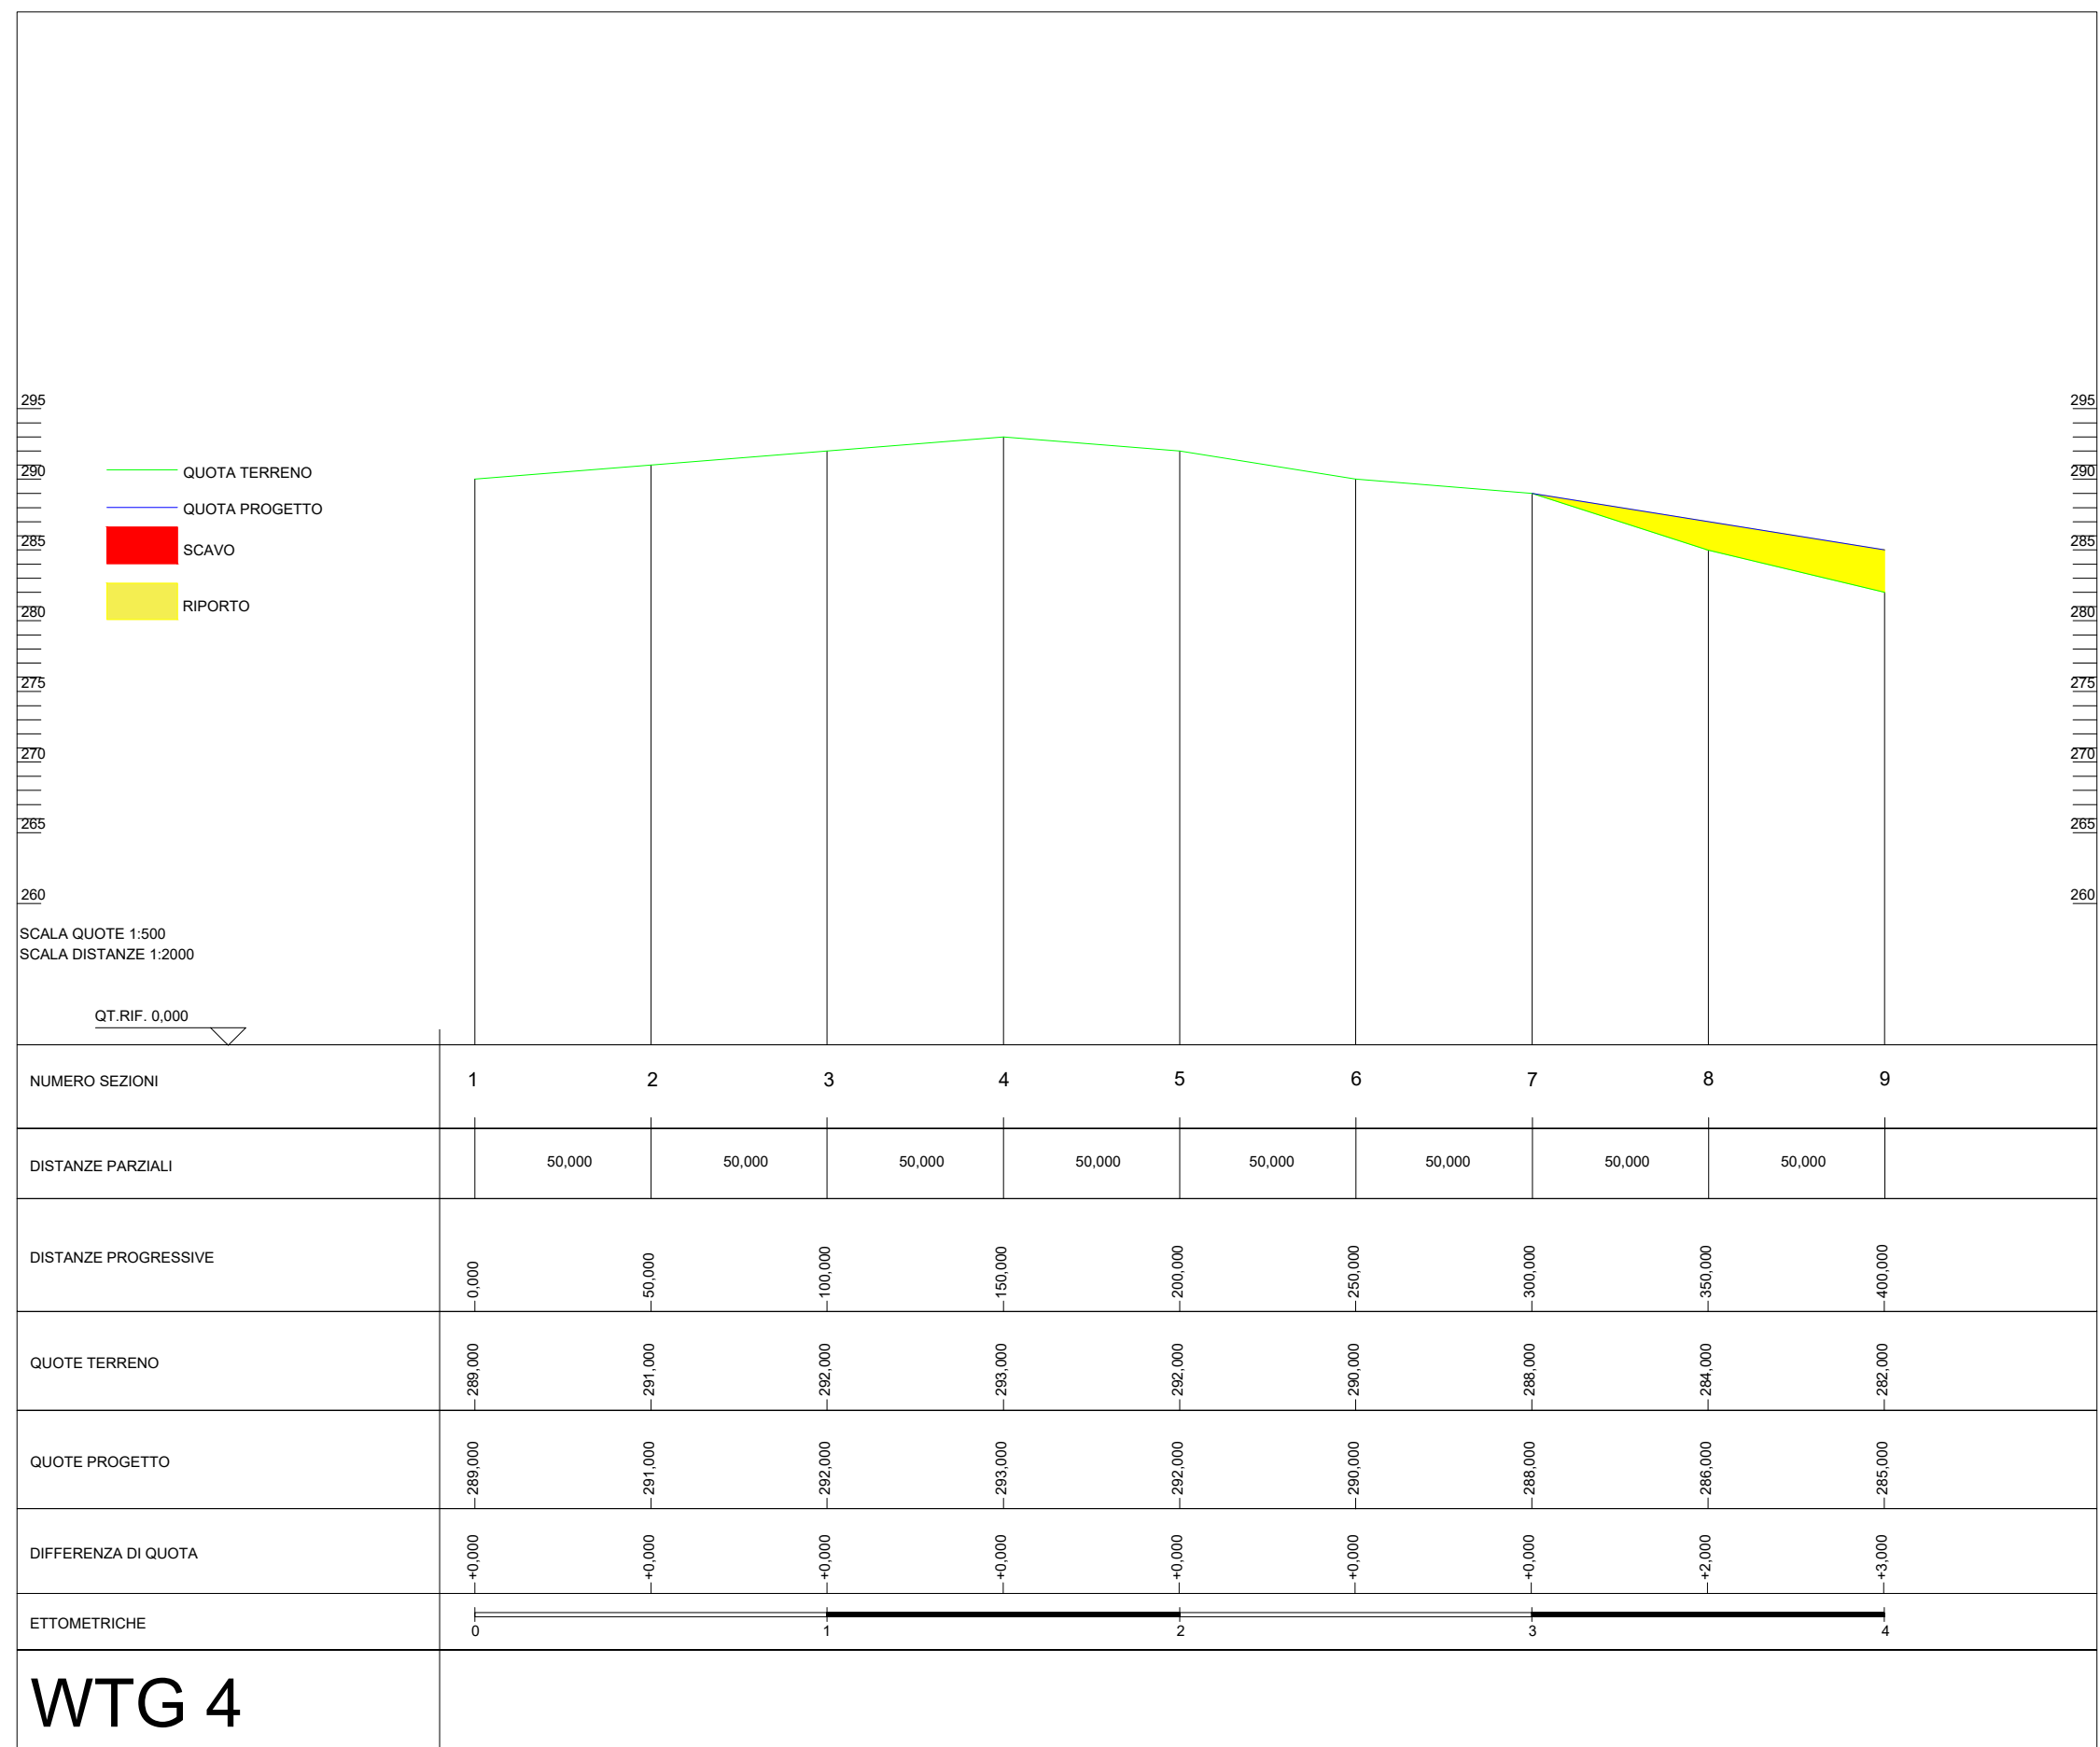 295
290
285
280
275
270
265
260
295
290
285
280
275
270
265
260
QUOTA TERRENO
QUOTA PROGETTO
SCAVO
RIPORTO
SCALA QUOTE 1:500
SCALA DISTANZE 1:2000
QT.RIF. 0,000
NUMERO SEZIONI 1 2 3 4 5 6 7 8 9
DISTANZE PARZIALI 50,000 50,000 50,000 50,000 50,000 50,000 50,000 50,000
DISTANZE PROGRESSIVE 0,000 50,000 100,000 150,000 200,000 250,000 300,000 350,000 400,000
QUOTE TERRENO 289,000 291,000 292,000 293,000 292,000 290,000 288,000 284,000 282,000
QUOTE PROGETTO 289,000 291,000 292,000 293,000 292,000 290,000 288,000 286,000 285,000
DIFFERENZA DI QUOTA +0,000 +0,000 +0,000 +0,000 +0,000 +0,000 +0,000 +2,000 +3,000
ETTOMETRICHE 0 1 2 3 4
WTG 4